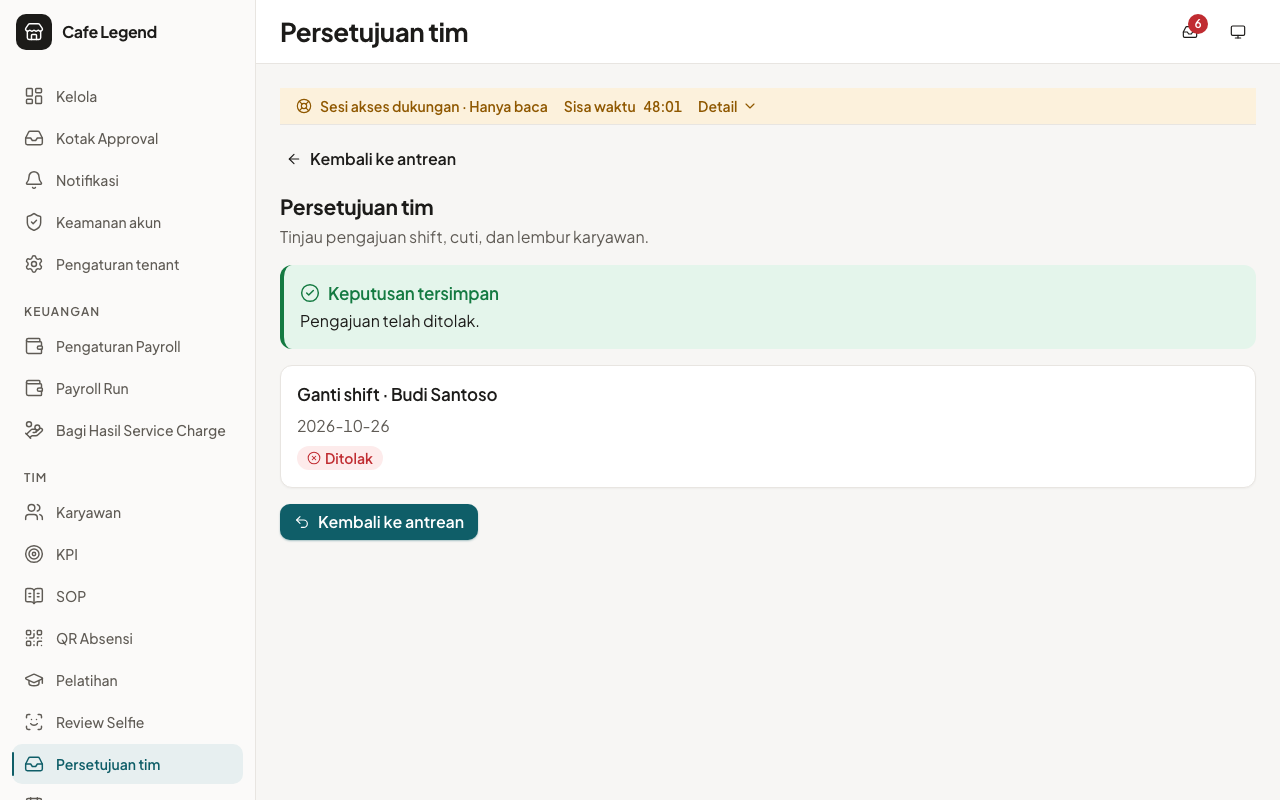 Cafe Legend
Persetujuan tim
6
Kelola
Kotak Approval
Notifikasi
Keamanan akun
Pengaturan tenant
KEUANGAN
Pengaturan Payroll
Payroll Run
Bagi Hasil Service Charge
TIM
Karyawan
KPI
SOP
QR Absensi
Pelatihan
Review Selfie
Persetujuan tim
Sesi akses dukungan · Hanya baca Sisa waktu 48:01 Detail
Kembali ke antrean
Persetujuan tim
Tinjau pengajuan shift, cuti, dan lembur karyawan.
Keputusan tersimpan
Pengajuan telah ditolak.
Ganti shift · Budi Santoso
2026-10-26
Ditolak
Kembali ke antrean